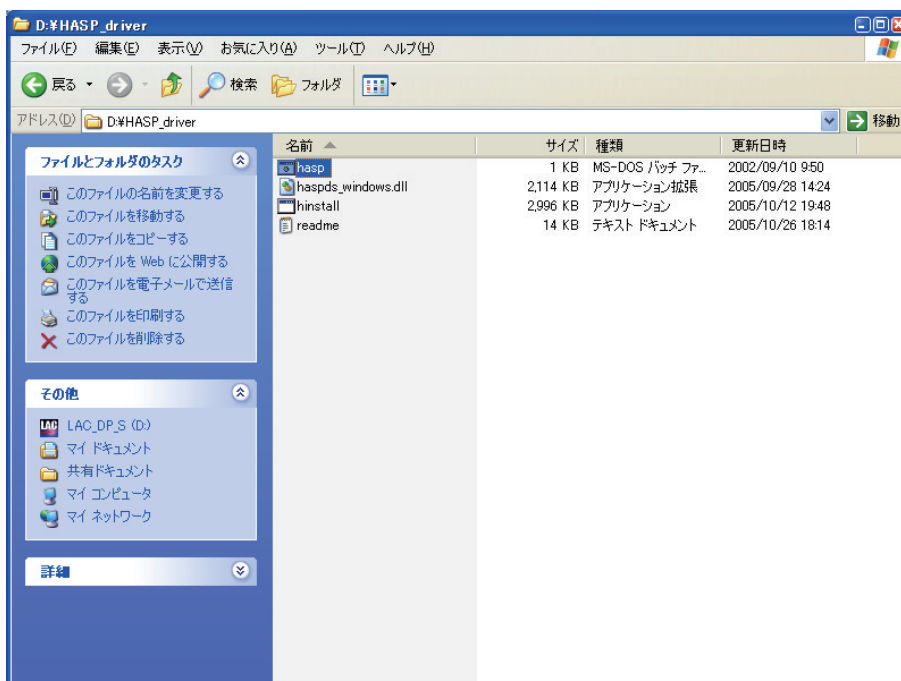 D:¥HASP_driver
ファイル(F) 編集(E) 表示(V) お気に入り(A) ツール(T) ヘルプ(H)
戻る 検索 フォルダ
アドレス(D) D:¥HASP_driver 移動
名前 サイズ 種類 更新日時
hasp 1 KB MS-DOS バッチ ファ... 2002/09/10 9:50
haspds_windows.dll 2,114 KB アプリケーション拡張 2005/09/28 14:24
hinstall 2,996 KB アプリケーション 2005/10/12 19:48
readme 14 KB テキスト ドキュメント 2005/10/26 18:14
ファイルとフォルダのタスク
このファイルの名前を変更する
このファイルを移動する
このファイルをコピーする
このファイルを Web に公開する
このファイルを電子メールで送信
する
このファイルを印刷する
このファイルを削除する
その他
LAC LAC_DP_S (D:)
マイ ドキュメント
共有ドキュメント
マイ コンピュータ
マイ ネットワーク
詳細